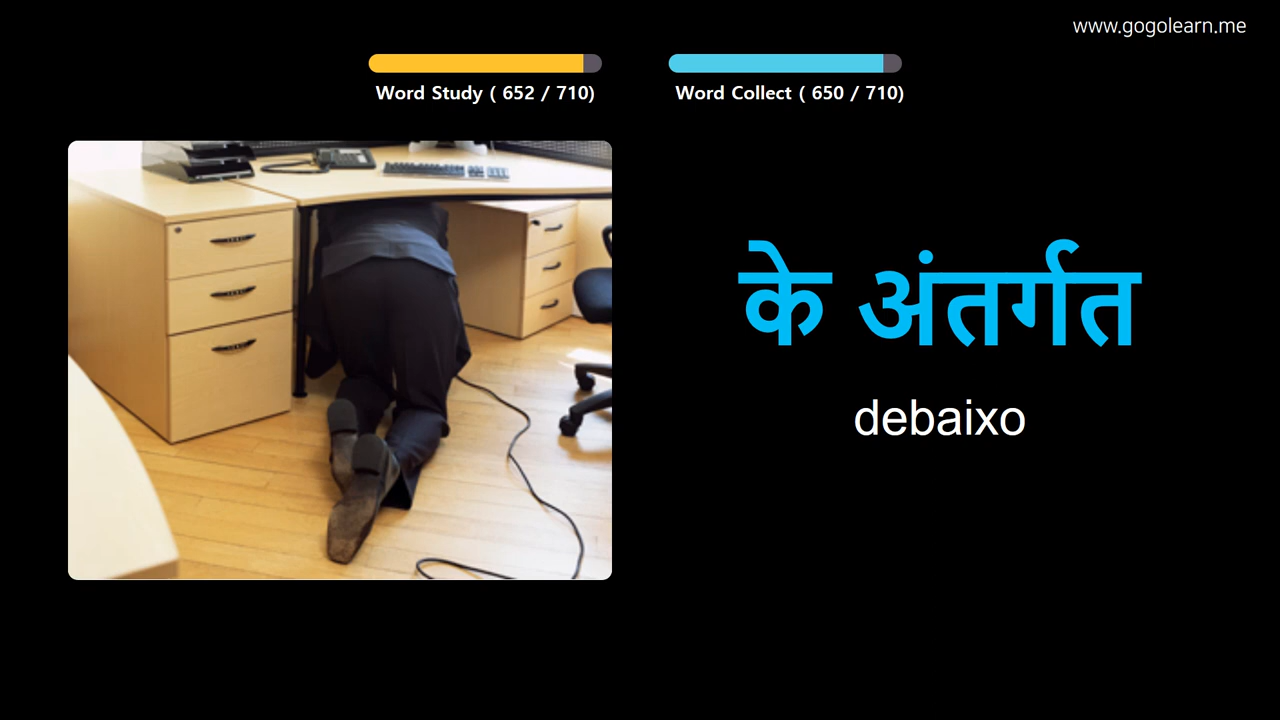 www.gogolearn.me
Word Study ( 652 / 710)
Word Collect ( 650 / 710)
के अंतर्गत
debaixo